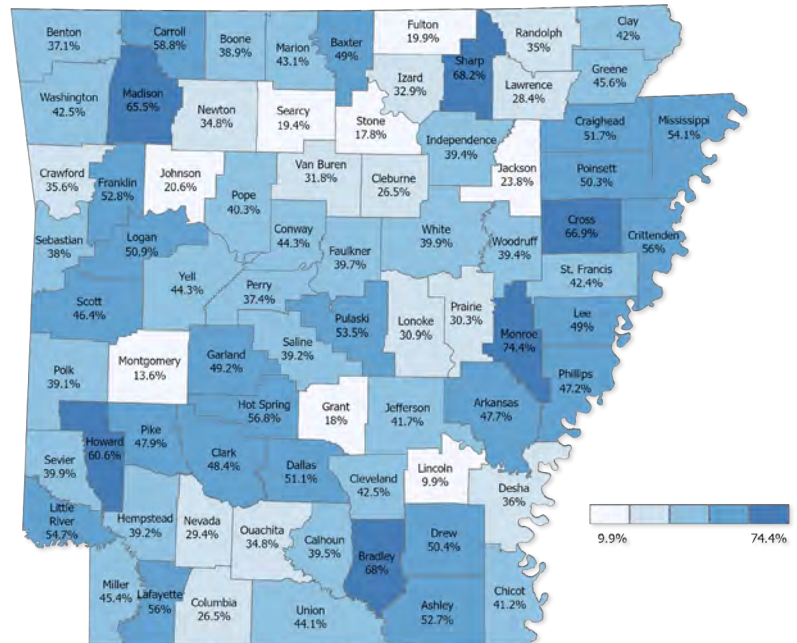 Benton
37.1%
Carroll
58.8%
Boone
38.9%
Marion
43.1%
Baxter
49%
Fulton
19.9%
Sharp
68.2%
Randolph
35%
Clay
42%
Greene
45.6%
Izard
32.9%
Lawrence
28.4%
Washington
42.5%
Madison
65.5%
Newton
34.8%
Searcy
19.4%
Stone
17.8%
Independence
39.4%
Craighead
51.7%
Mississippi
54.1%
Crawford
35.6%
Franklin
52.8%
Johnson
20.6%
Pope
40.3%
Van Buren
31.8%
Cleburne
26.5%
Jackson
23.8%
Poinsett
50.3%
Sebastian
38%
Logan
50.9%
Conway
44.3%
Faulkner
39.7%
White
39.9%
Woodruff
39.4%
Cross
66.9%
Crittenden
56%
St. Francis
42.4%
Scott
46.4%
Yell
44.3%
Perry
37.4%
Pulaski
53.5%
Lonoke
30.9%
Prairie
30.3%
Monroe
74.4%
Lee
49%
Phillips
47.2%
Polk
39.1%
Montgomery
13.6%
Garland
49.2%
Saline
39.2%
Hot Spring
56.8%
Grant
18%
Jefferson
41.7%
Arkansas
47.7%
Howard
60.6%
Pike
47.9%
Sevier
39.9%
Clark
48.4%
Dallas
51.1%
Cleveland
42.5%
Lincoln
9.9%
Desha
36%
Little
River
54.7%
Hempstead
39.2%
Nevada
29.4%
Ouachita
34.8%
Calhoun
39.5%
Bradley
68%
Drew
50.4%
9.9%
74.4%
Miller
45.4%
Lafayette
56%
Columbia
26.5%
Union
44.1%
Ashley
52.7%
Chicot
41.2%